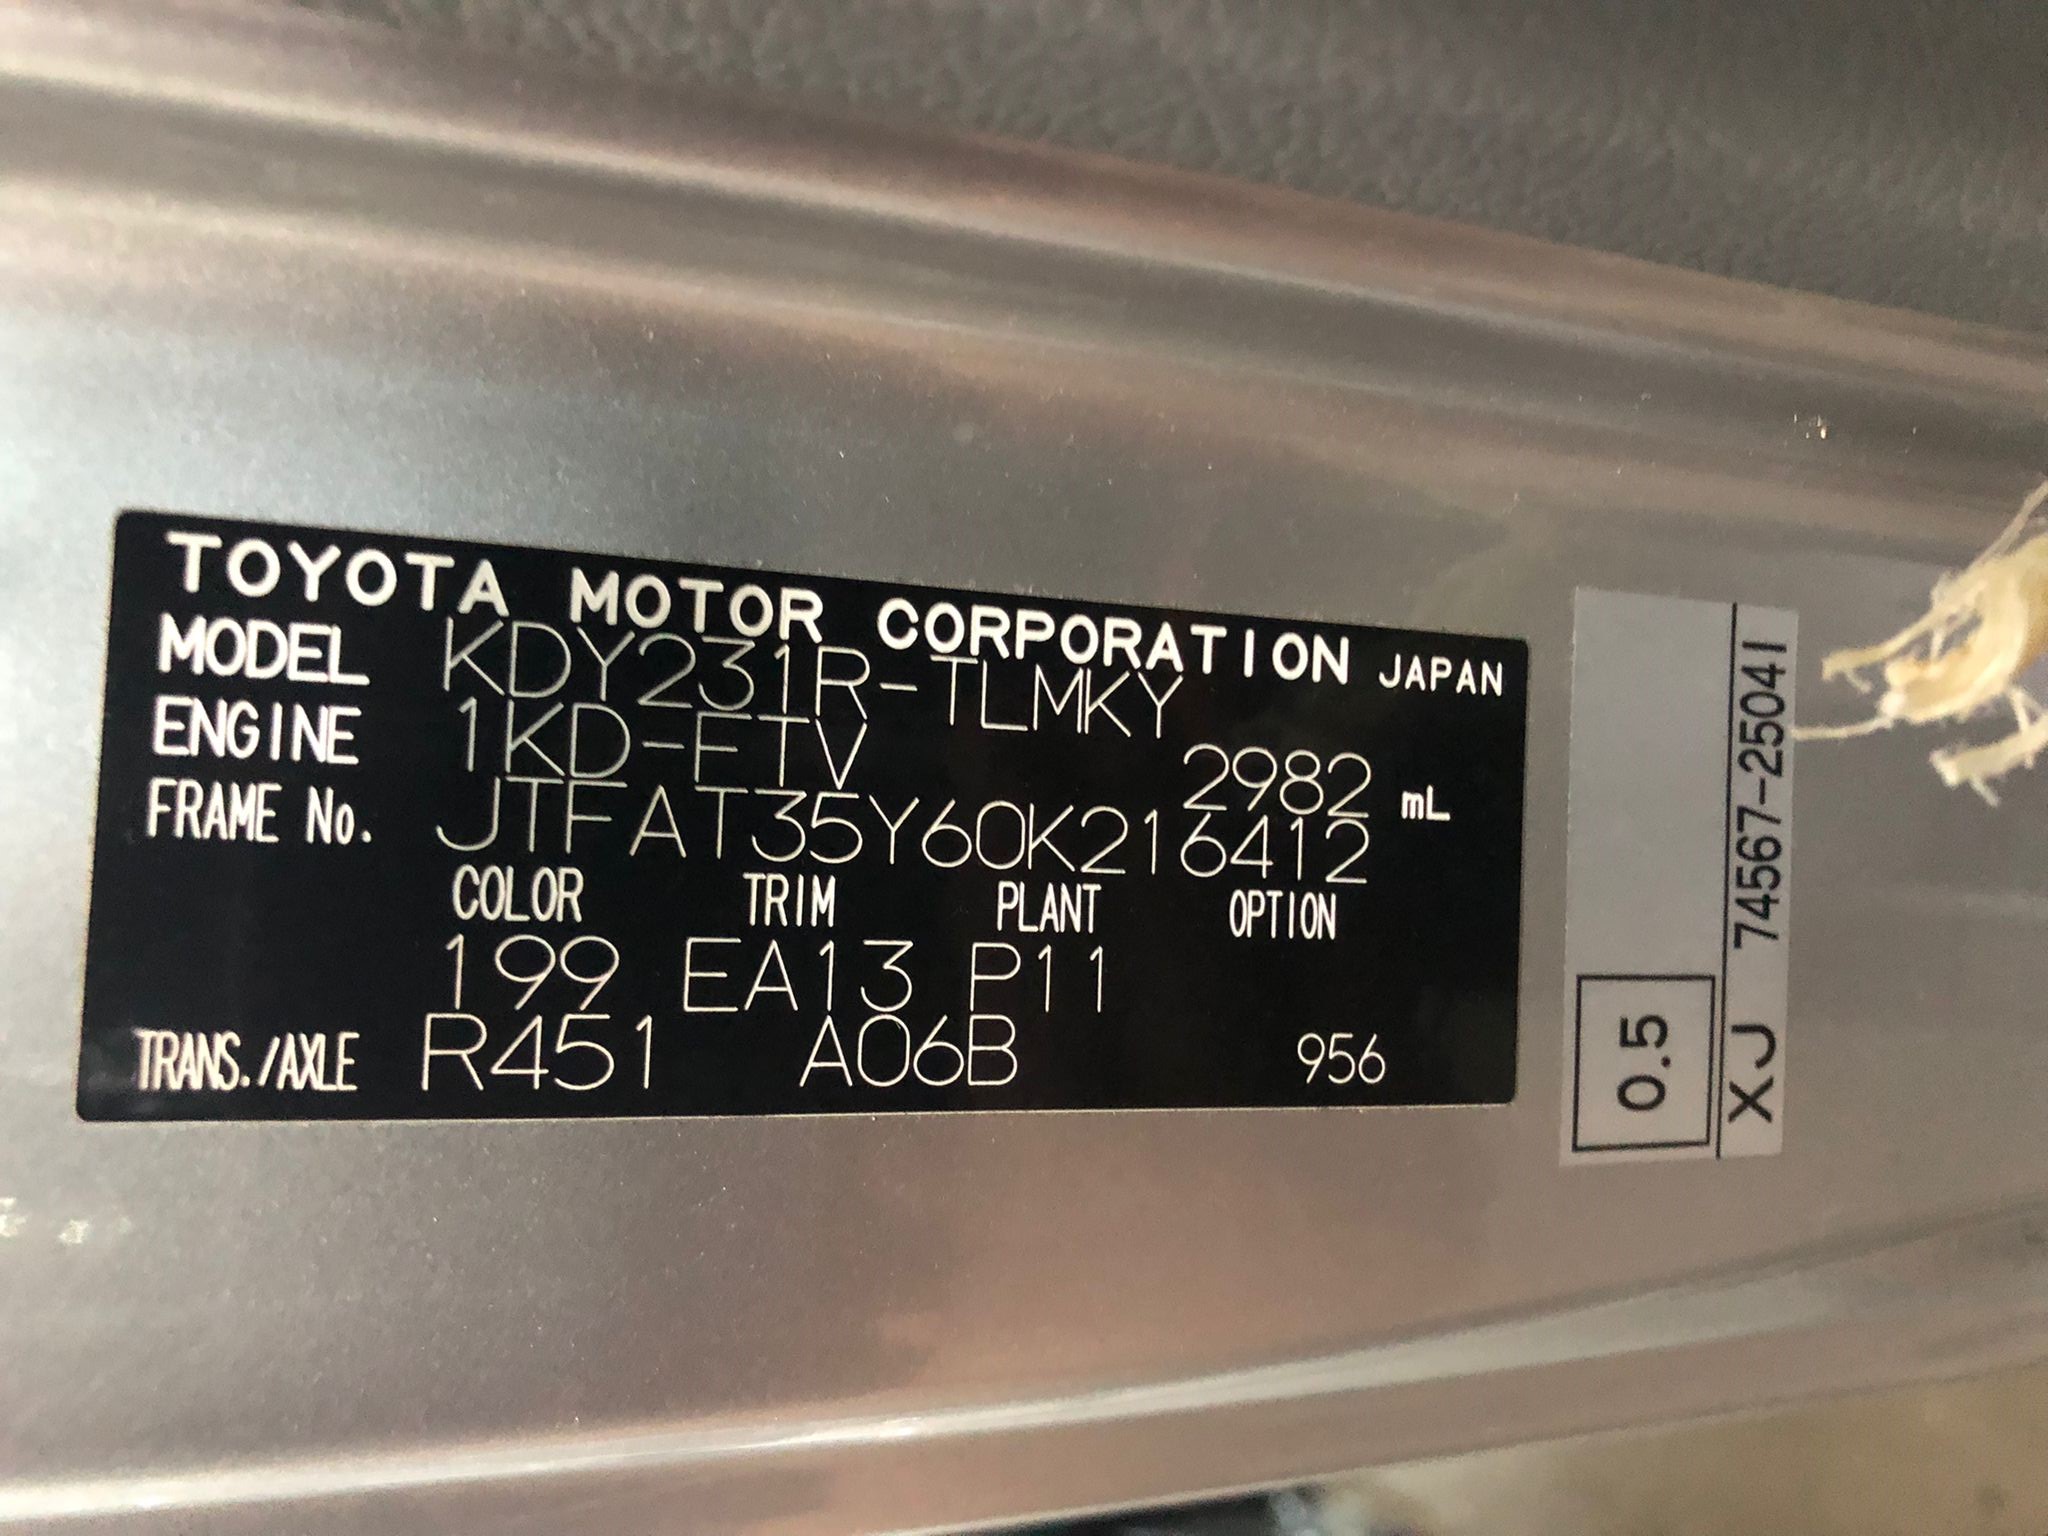 TOYOTA MOTOR CORPORATION JAPAN
MODEL KDY231R-TLMKY
ENGINE 1KD-FTV 2982 mL
FRAME No. JTFAT35Y60K216412
COLOR TRIM PLANT OPTION
199 EA13 P11
TRANS./AXLE R451 A06B 956
0.5
XJ 74567-25041